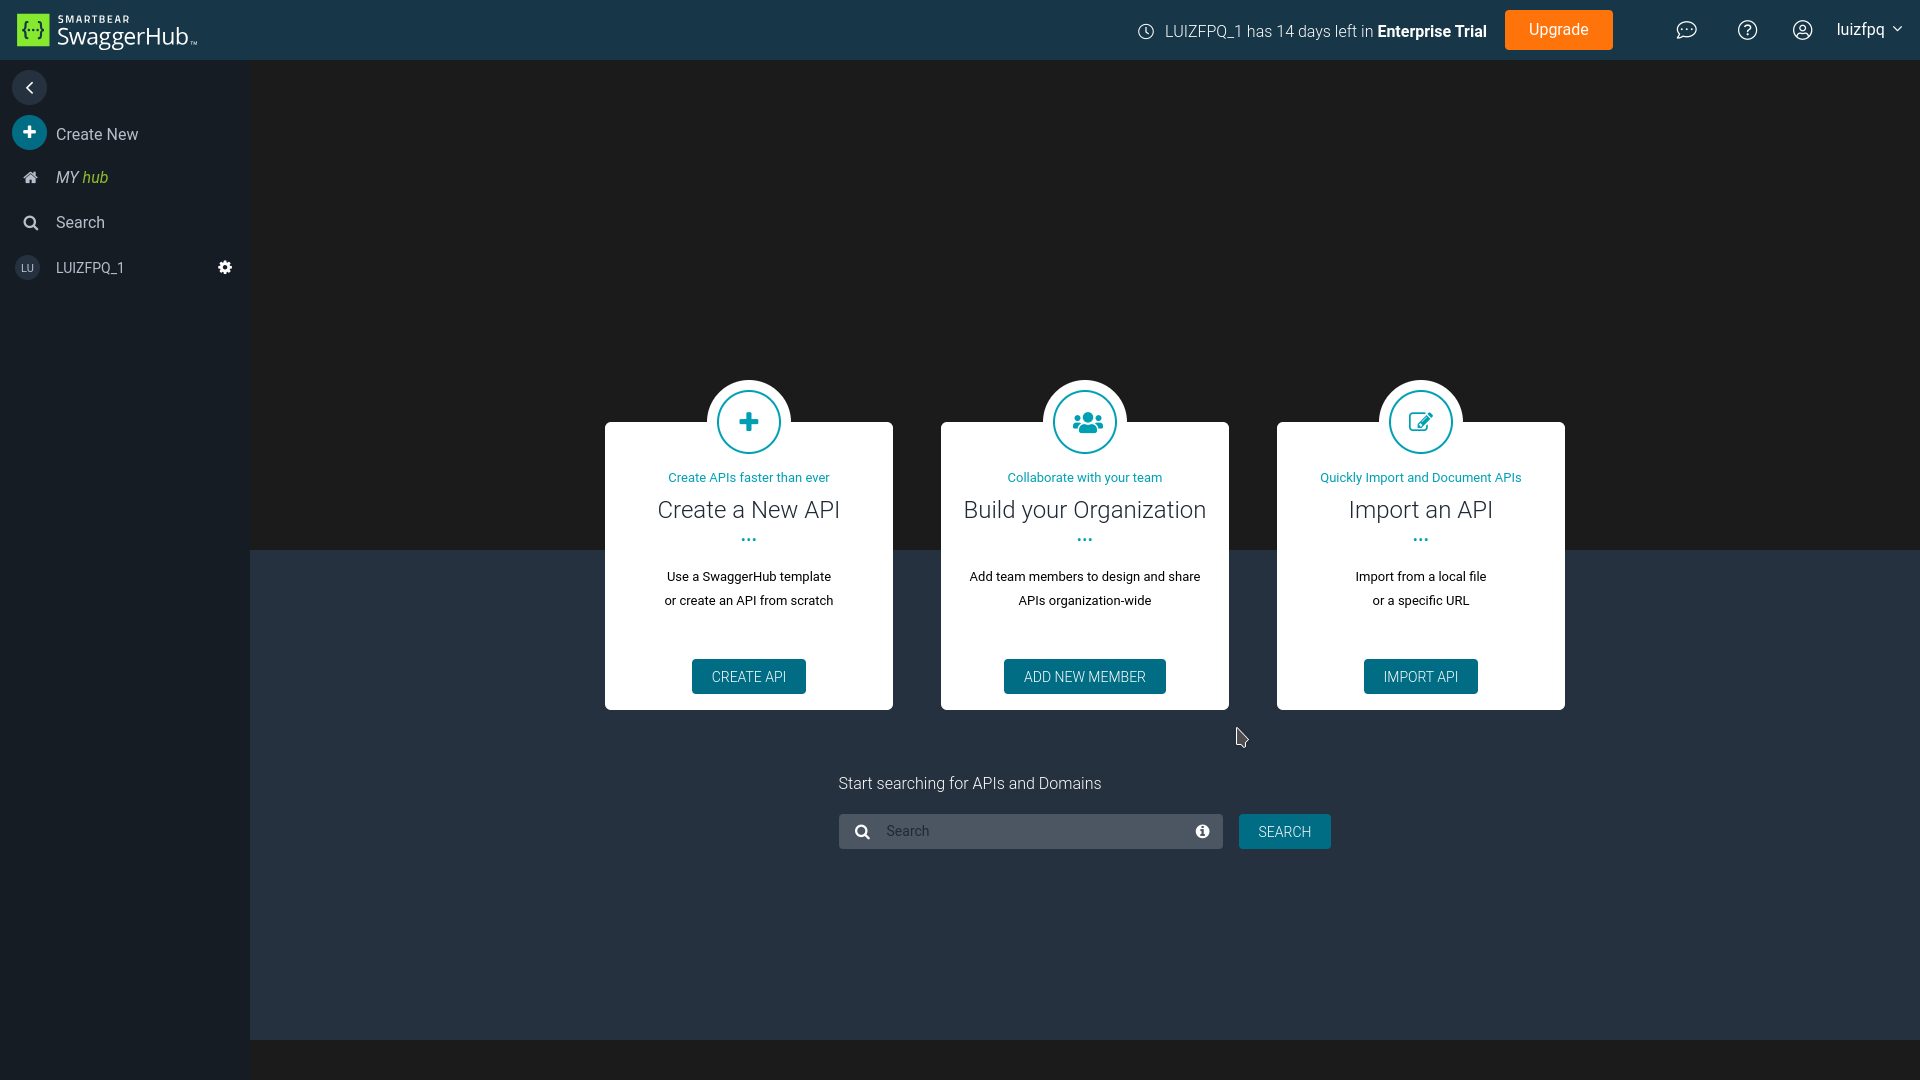 SMARTBEAR
SwaggerHub™
LUIZFPQ_1 has 14 days left in Enterprise Trial
Upgrade
luizfpq
Create New
MY hub
Search
LU
LUIZFPQ_1
Create APIs faster than ever
Create a New API
...
Use a SwaggerHub template
or create an API from scratch
CREATE API
Collaborate with your team
Build your Organization
...
Add team members to design and share
APIs organization-wide
ADD NEW MEMBER
Quickly Import and Document APIs
Import an API
...
Import from a local file
or a specific URL
IMPORT API
Start searching for APIs and Domains
Search
SEARCH